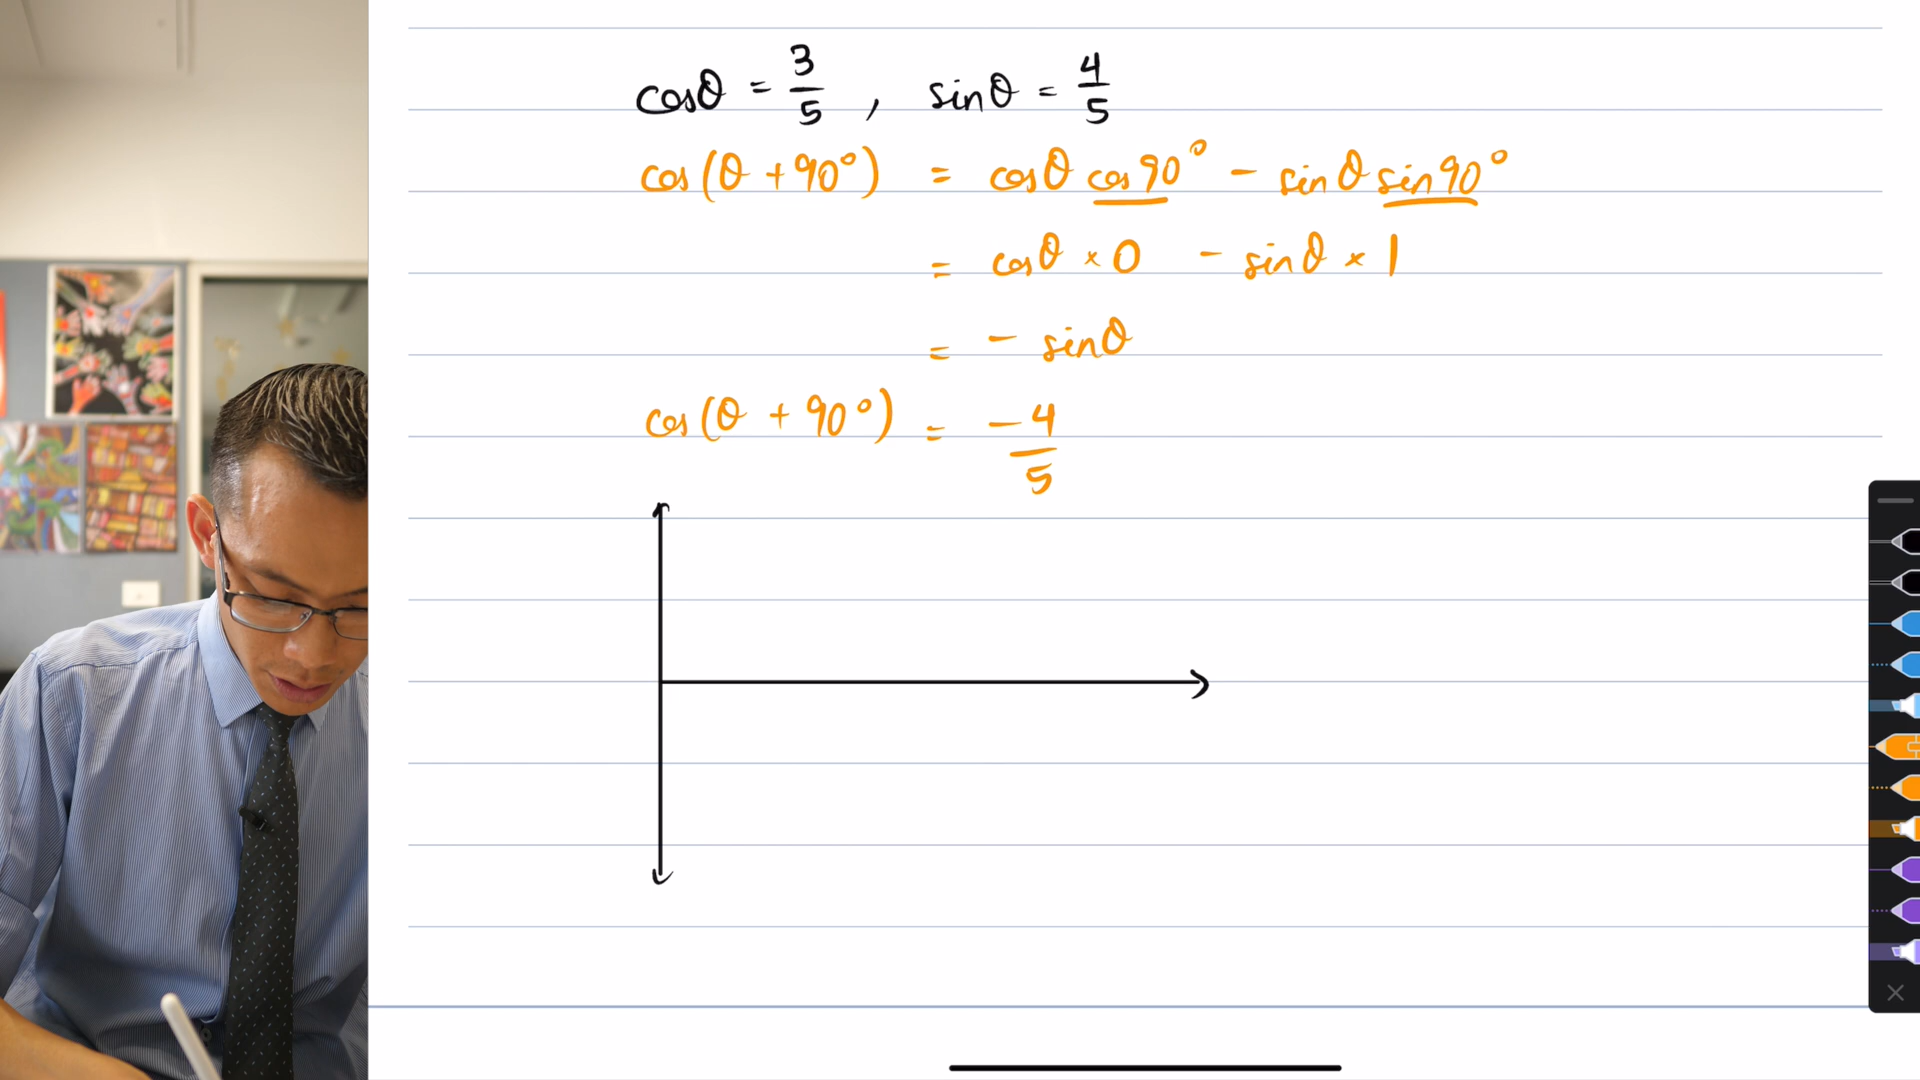 cosθ = 3/5 , sinθ = 4/5
cos(θ + 90°) = cosθ cos90° - sinθ sin90°
= cosθ × 0 - sinθ × 1
= - sinθ
cos(θ + 90°) = -4/5